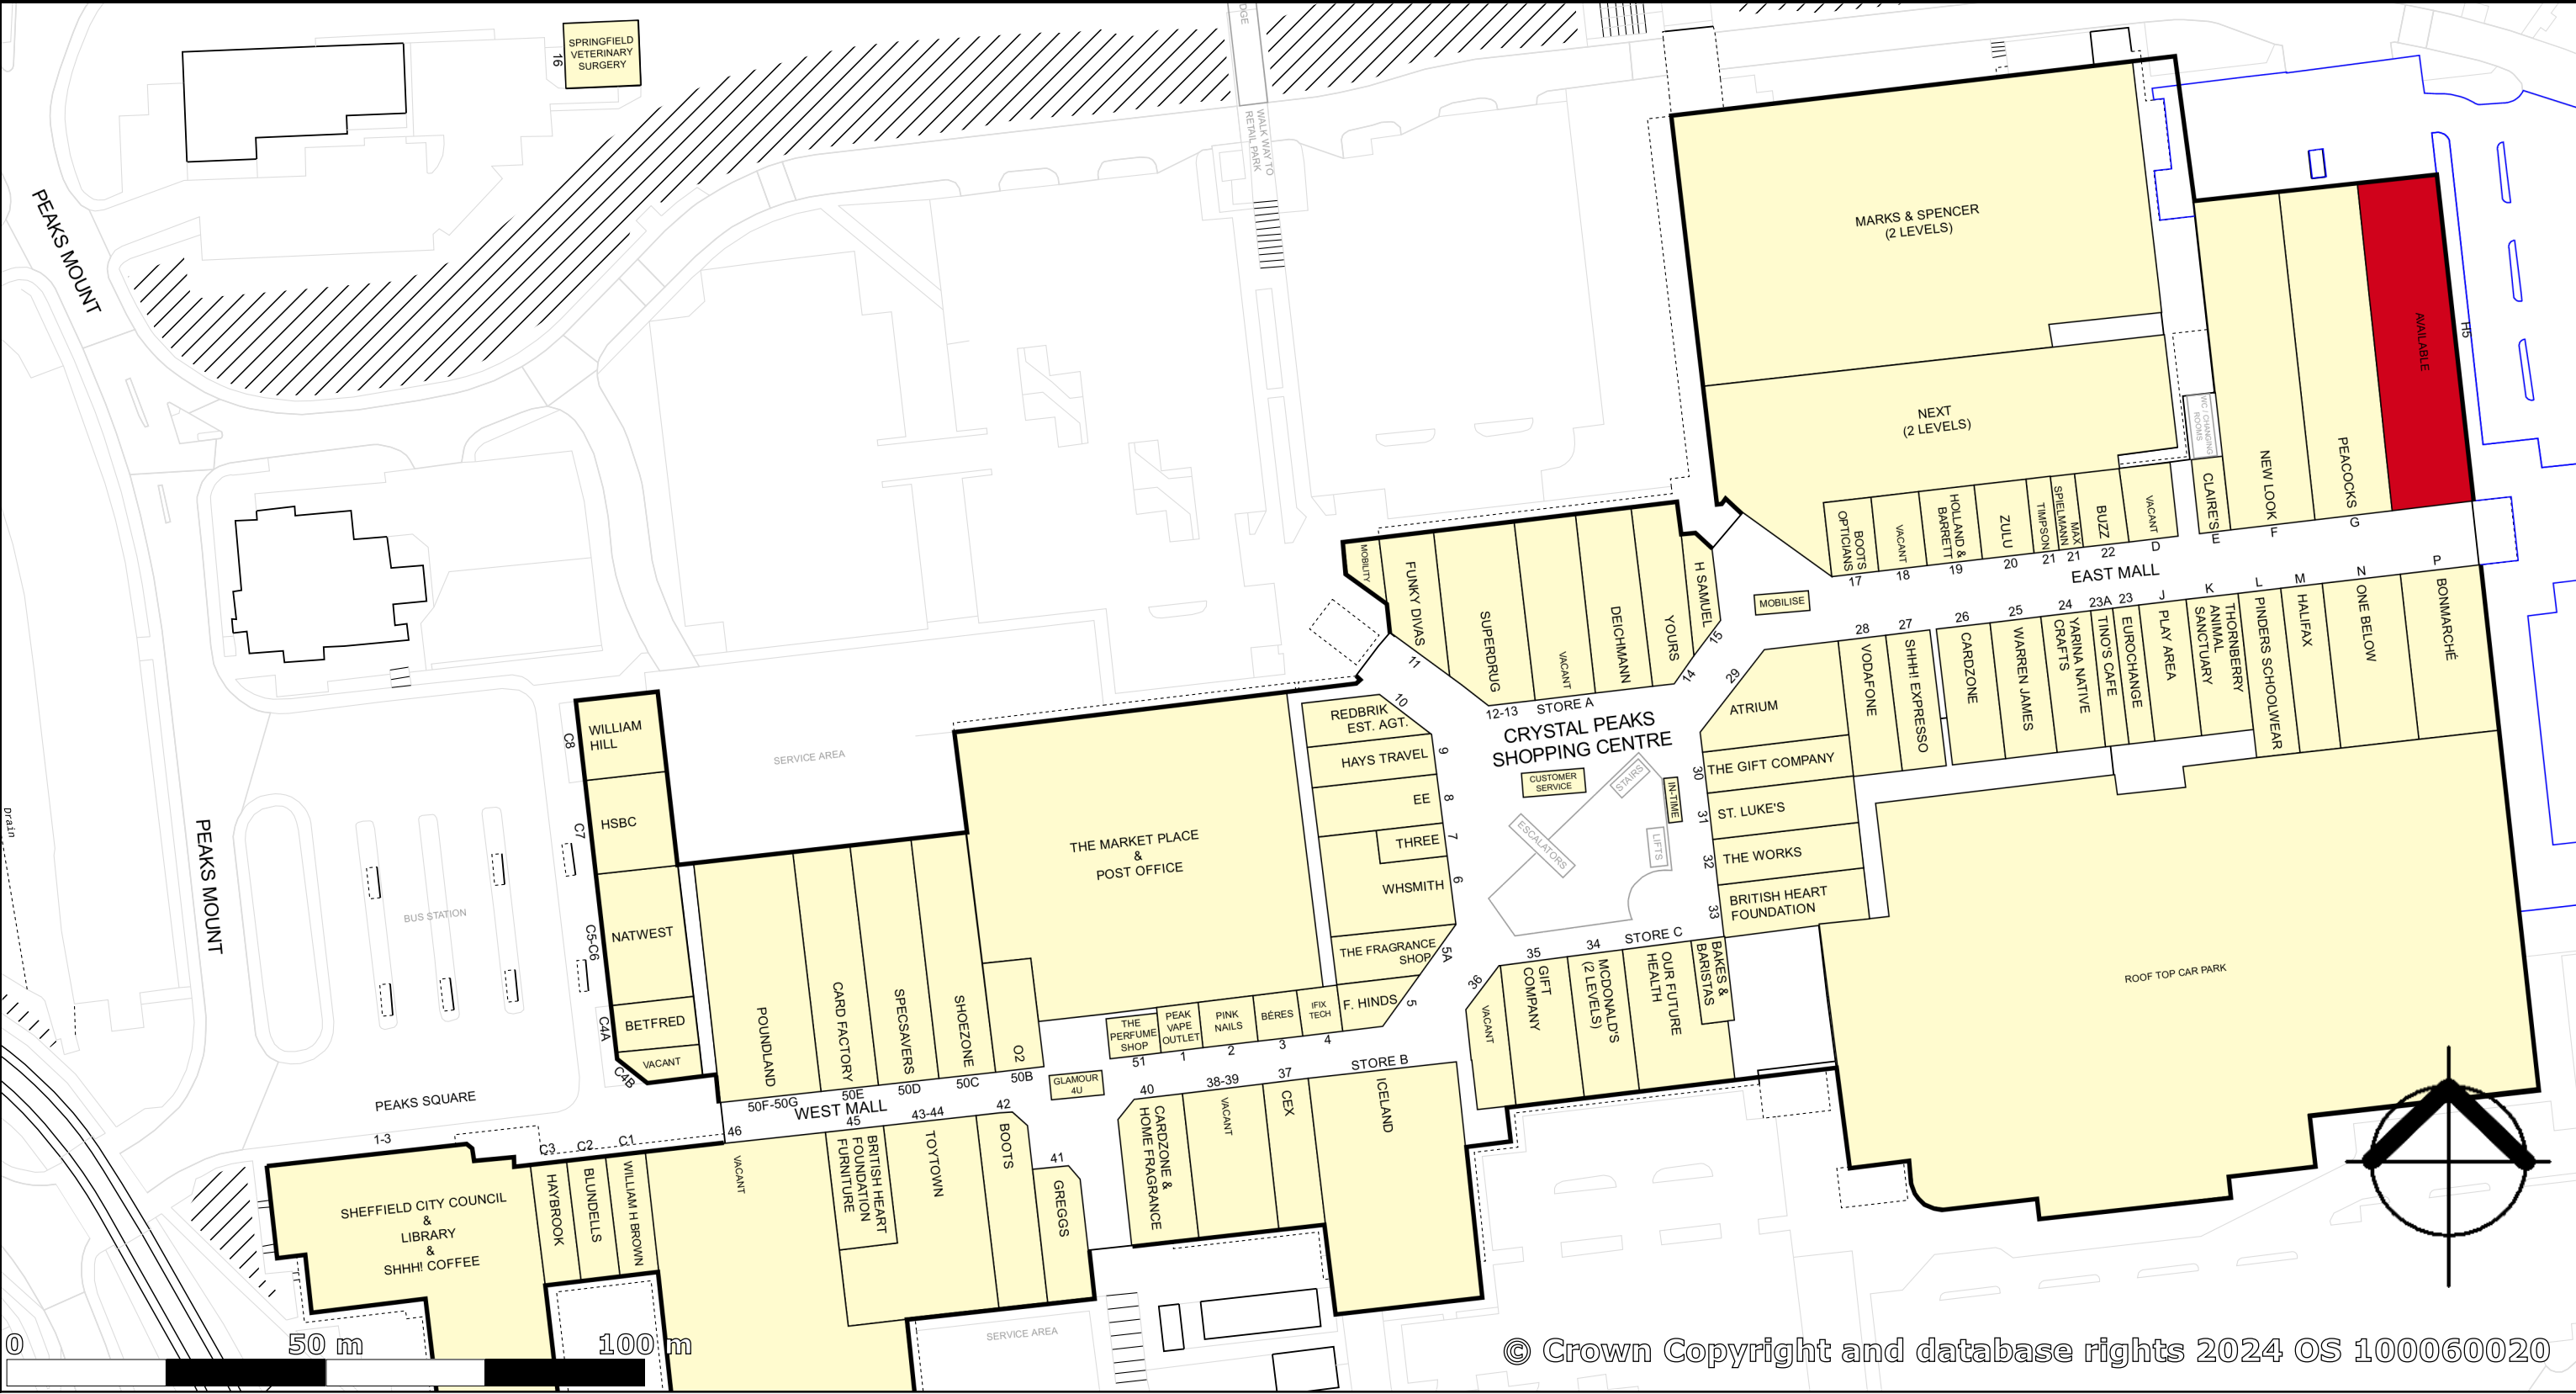 SPRINGFIELD
VETERINARY
SURGERY
16
DGE
WALK WAY TO
RETAIL PARK
PEAKS MOUNT
MARKS & SPENCER
(2 LEVELS)
NEXT
(2 LEVELS)
WC / CHANGING
ROOMS
AVAILABLE
H5
PEACOCKS
G
NEW LOOK
F
CLAIRE'S
E
VACANT
D
BUZZ
22
MAX
SPIELMANN
21
TIMPSON
21
ZULU
20
HOLLAND &
BARRETT
19
VACANT
18
BOOTS
OPTICIANS
17
EAST MALL
MOBILISE
MOBILITY
FUNKY DIVAS
11
SUPERDRUG
12-13
VACANT
STORE A
DEICHMANN
YOURS
14
H SAMUEL
15
CRYSTAL PEAKS
SHOPPING CENTRE
CUSTOMER
SERVICE
STAIRS
ESCALATORS
LIFTS
IN-TIME
29
ATRIUM
28
VODAFONE
27
SHHH! EXPRESSO
26
CARDZONE
25
WARREN JAMES
24
YARINA NATIVE
CRAFTS
23A
TINO'S CAFE
23
EUROCHANGE
J
PLAY AREA
K
THORNBERRY
ANIMAL
SANCTUARY
L
PINDERS SCHOOLWEAR
M
HALIFAX
N
ONE BELOW
P
BONMARCHÉ
30
THE GIFT COMPANY
31
ST. LUKE'S
32
THE WORKS
33
BRITISH HEART
FOUNDATION
ROOF TOP CAR PARK
STORE C
BAKES &
BARISTAS
OUR FUTURE
HEALTH
34
MCDONALD'S
(2 LEVELS)
35
GIFT
COMPANY
36
VACANT
REDBRIK
EST. AGT.
10
HAYS TRAVEL
9
EE
8
THREE
7
WHSMITH
6
THE FRAGRANCE
SHOP
5A
F. HINDS
5
IFIX
TECH
4
BÉRES
3
PINK
NAILS
2
PEAK
VAPE
OUTLET
1
THE
PERFUME
SHOP
51
THE MARKET PLACE
&
POST OFFICE
SERVICE AREA
WILLIAM
HILL
C8
HSBC
C7
NATWEST
C5-C6
BETFRED
C4A
VACANT
C4B
Drain
PEAKS MOUNT
BUS STATION
PEAKS SQUARE
POUNDLAND
50F-50G
CARD FACTORY
50E
SPECSAVERS
50D
SHOEZONE
50C
O2
50B
GLAMOUR
4U
WEST MALL
1-3
SHEFFIELD CITY COUNCIL
&
LIBRARY
&
SHHH! COFFEE
C3
HAYBROOK
C2
BLUNDELLS
C1
WILLIAM H BROWN
46
VACANT
45
BRITISH HEART
FOUNDATION
FURNITURE
43-44
TOYTOWN
42
BOOTS
41
GREGGS
40
CARDZONE &
HOME FRAGRANCE
38-39
VACANT
37
CEX
STORE B
ICELAND
SERVICE AREA
0 50 m 100 m
© Crown Copyright and database rights 2024 OS 1000060020